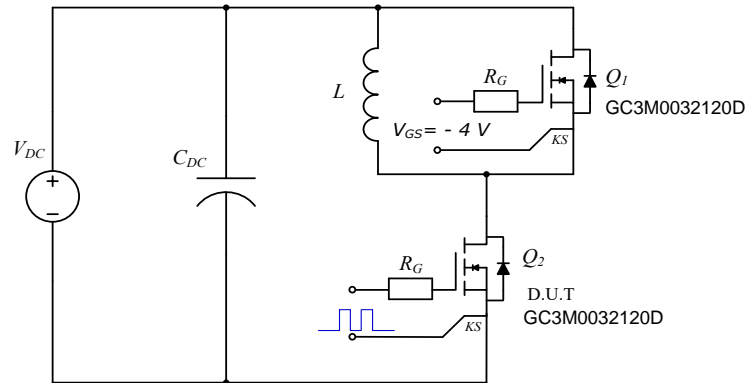 R_G
Q_1
L
GC3M0032120D
V_GS = - 4 V
KS
V_DC
C_DC
R_G
Q_2
D.U.T
KS
GC3M0032120D